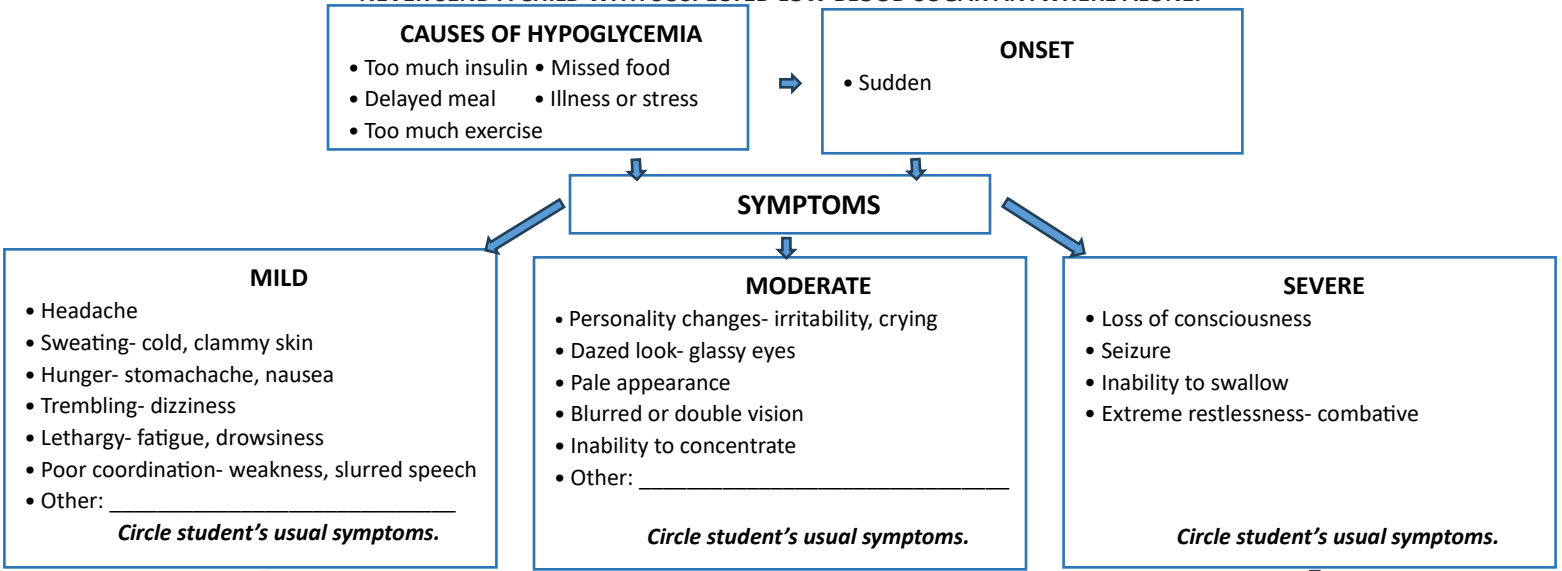 CAUSES OF HYPOGLYCEMIA
• Too much insulin • Missed food
• Delayed meal • Illness or stress
• Too much exercise
ONSET
• Sudden
SYMPTOMS
MILD
• Headache
• Sweating- cold, clammy skin
• Hunger- stomachache, nausea
• Trembling- dizziness
• Lethargy- fatigue, drowsiness
• Poor coordination- weakness, slurred speech
• Other: _____________________________
Circle student’s usual symptoms.
MODERATE
• Personality changes- irritability, crying
• Dazed look- glassy eyes
• Pale appearance
• Blurred or double vision
• Inability to concentrate
• Other: _______________________________
Circle student’s usual symptoms.
SEVERE
• Loss of consciousness
• Seizure
• Inability to swallow
• Extreme restlessness- combative
Circle student’s usual symptoms.